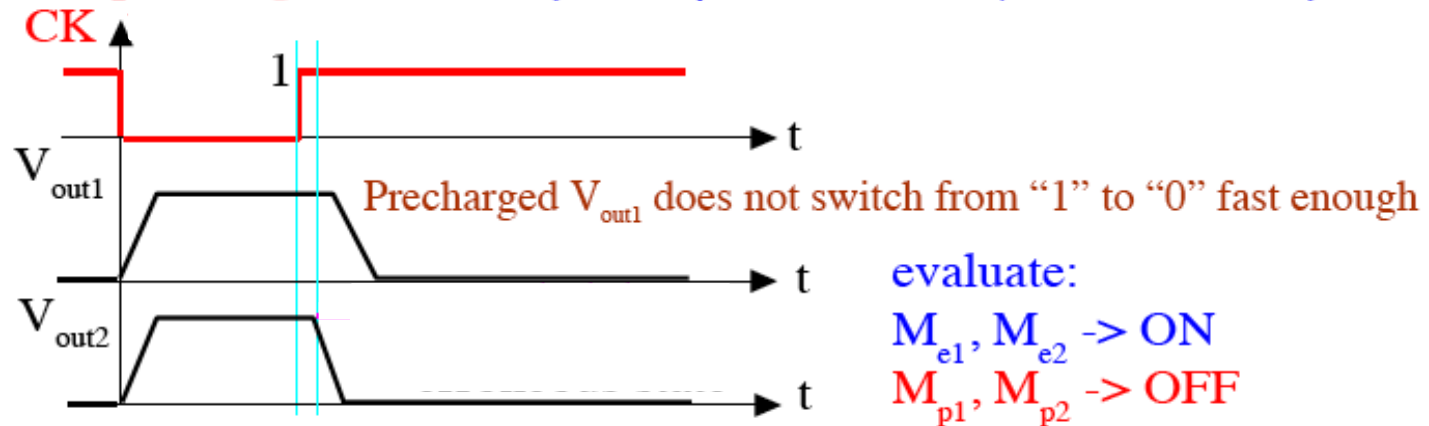 CK
1
t
Vout1
Precharged Vout1 does not switch from “1” to “0” fast enough
t
evaluate:
Vout2
Me1, Me2 -> ON
t
Mp1, Mp2 -> OFF